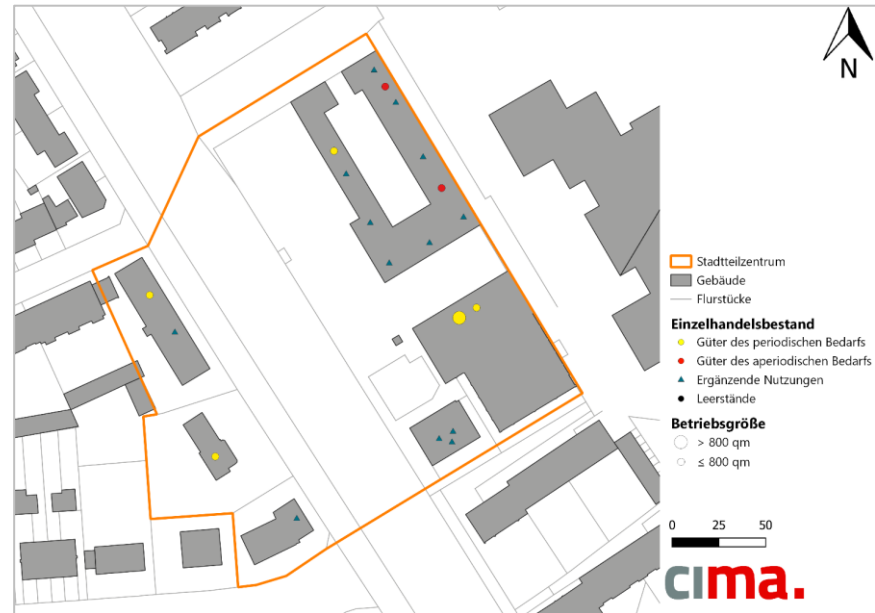 N
Stadtteilzentrum
Gebäude
Flurstücke
Einzelhandelsbestand
Güter des periodischen Bedarfs
Güter des aperiodischen Bedarfs
Ergänzende Nutzungen
Leerstände
Betriebsgröße
> 800 qm
≤ 800 qm
0 25 50
cima.